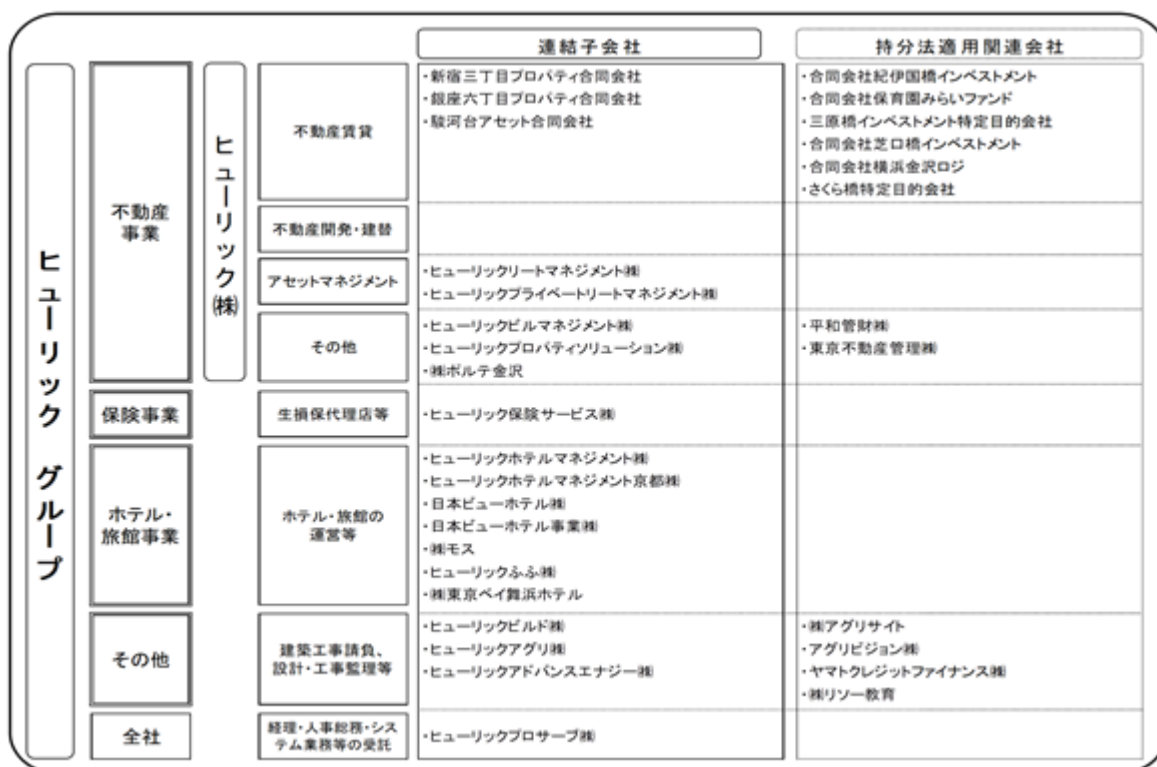 連結子会社
持分法適用関連会社
ヒューリック グループ
不動産
事業
ヒューリック㈱
不動産賃貸
・新宿三丁目プロパティ合同会社
・銀座六丁目プロパティ合同会社
・駿河台アセット合同会社
・合同会社紀伊国橋インベストメント
・合同会社保育園みらいファンド
・三原橋インベストメント特定目的会社
・合同会社芝口橋インベストメント
・合同会社横浜金沢ロジ
・さくら橋特定目的会社
不動産開発・建替
アセットマネジメント
・ヒューリックリートマネジメント㈱
・ヒューリックプライベートリートマネジメント㈱
その他
・ヒューリックビルマネジメント㈱
・ヒューリックプロパティソリューション㈱
・㈱ポルテ金沢
・平和管財㈱
・東京不動産管理㈱
保険事業
生損保代理店等
・ヒューリック保険サービス㈱
ホテル・
旅館事業
ホテル・旅館の
運営等
・ヒューリックホテルマネジメント㈱
・ヒューリックホテルマネジメント京都㈱
・日本ビューホテル㈱
・日本ビューホテル事業㈱
・㈱モス
・ヒューリックふふ㈱
・㈱東京ベイ舞浜ホテル
その他
建築工事請負、
設計・工事監理等
・ヒューリックビルド㈱
・ヒューリックアグリ㈱
・ヒューリックアドバンスエナジー㈱
・㈱アグリサイト
・アグリビジョン㈱
・ヤマトクレジットファイナンス㈱
・㈱リソー教育
全社
経理・人事総務・シス
テム業務等の受託
・ヒューリックプロサーブ㈱